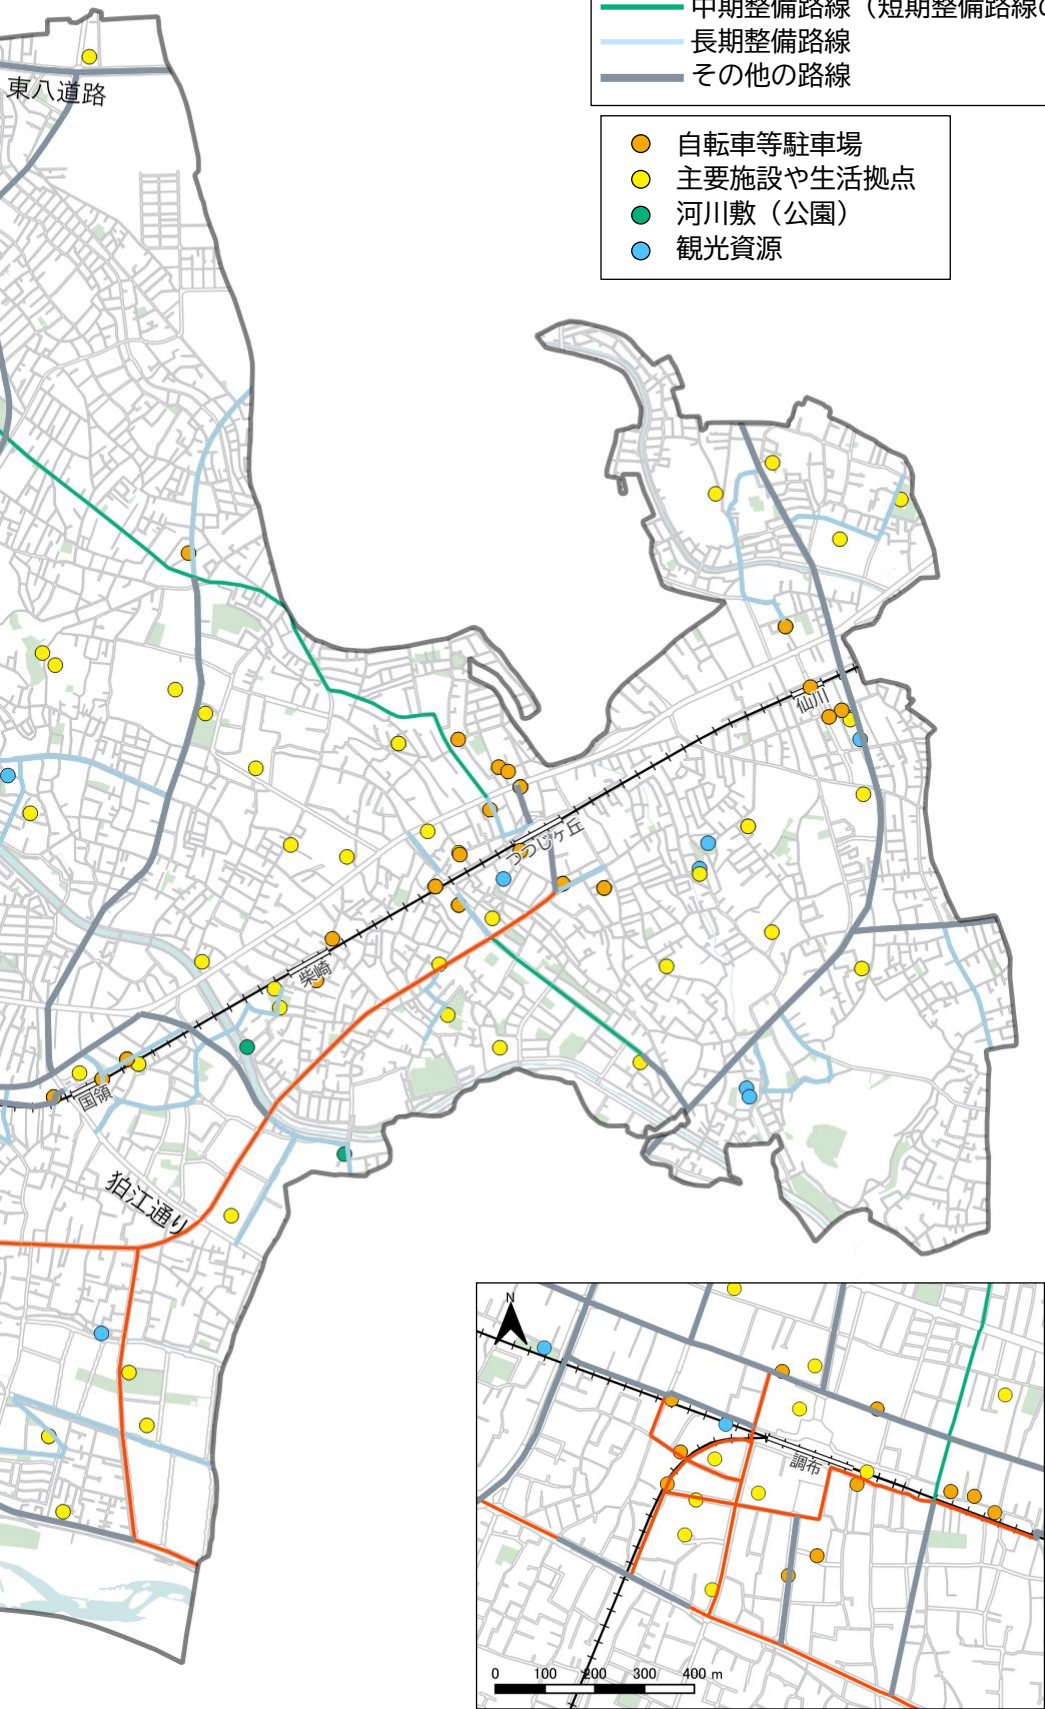 中期整備路線（短期整備路線の
長期整備路線
その他の路線
自転車等駐車場
主要施設や生活拠点
河川敷（公園）
観光資源
東八道路
仙川
つつじヶ丘
柴崎
国領
狛江通り
N
調布
0 100 200 300 400 m